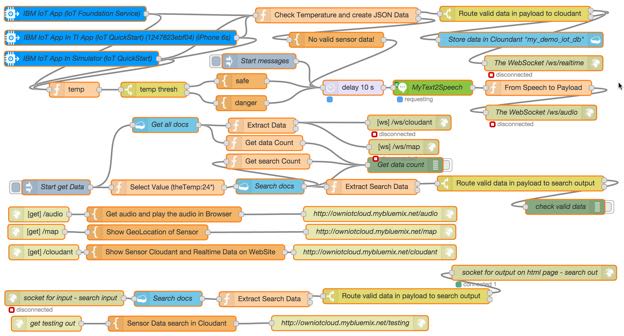 IBM IoT (IoT Foundation Service)
Check Temperature and create JSON Data
Route valid data in payload to cloudant
IBM IoT App In TI App (IoT QuickStart) (1247823ebf04) (iPhone 6s)
No valid sensor data!
Store data in Cloudant "my_demo_iot_db"
IBM IoT App in Simulator (IoT QuickStart)
Start messages
The WebSocket /ws/realtime
disconnected
temp
temp thresh
safe
danger
delay 10 s
MyText2Speech
requesting
From Speech to Payload
The WebSocket /ws/audio
disconnected
Get all docs
Extract Data
[ws] /ws/cloudant
disconnected
Get data Count
[ws] /ws/map
Get search Count
Get data count
Start get Data
Select Value (theTemp:24*)
Search docs
Extract Search Data
Route valid data in payload to search output
check valid data
[get] /audio
Get audio and play the audio in Browser
http://owniotcloud.mybluemix.net/audio
[get] /map
Show GeoLocation of Sensor
http://owniotcloud.mybluemix.net/map
[get] /cloudant
Show Sensor Cloudant and Realtime Data on WebSite
http://owniotcloud.mybluemix.net/cloudant
socket for output on html page - search out
connected 1
socket for input - search input
disconnected
Search docs
Extract Search Data
Route valid data in payload to search output
get testing out
Sensor Data search in Cloudant
http://owniotcloud.mybluemix.net/testing